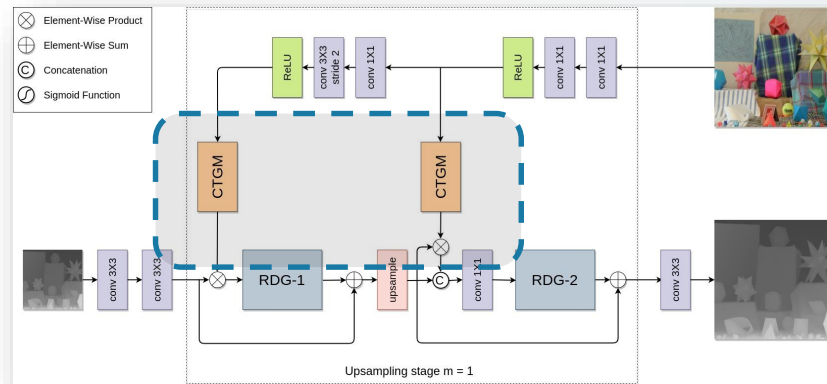 Element-Wise Product
Element-Wise Sum
C Concatenation
Sigmoid Function
ReLU
conv 3X3
stride 2
conv 1X1
ReLU
conv 1X1
conv 1X1
CTGM
CTGM
conv 3X3
conv 3X3
RDG-1
upsample
C
conv 1X1
RDG-2
conv 3X3
Upsampling stage m = 1